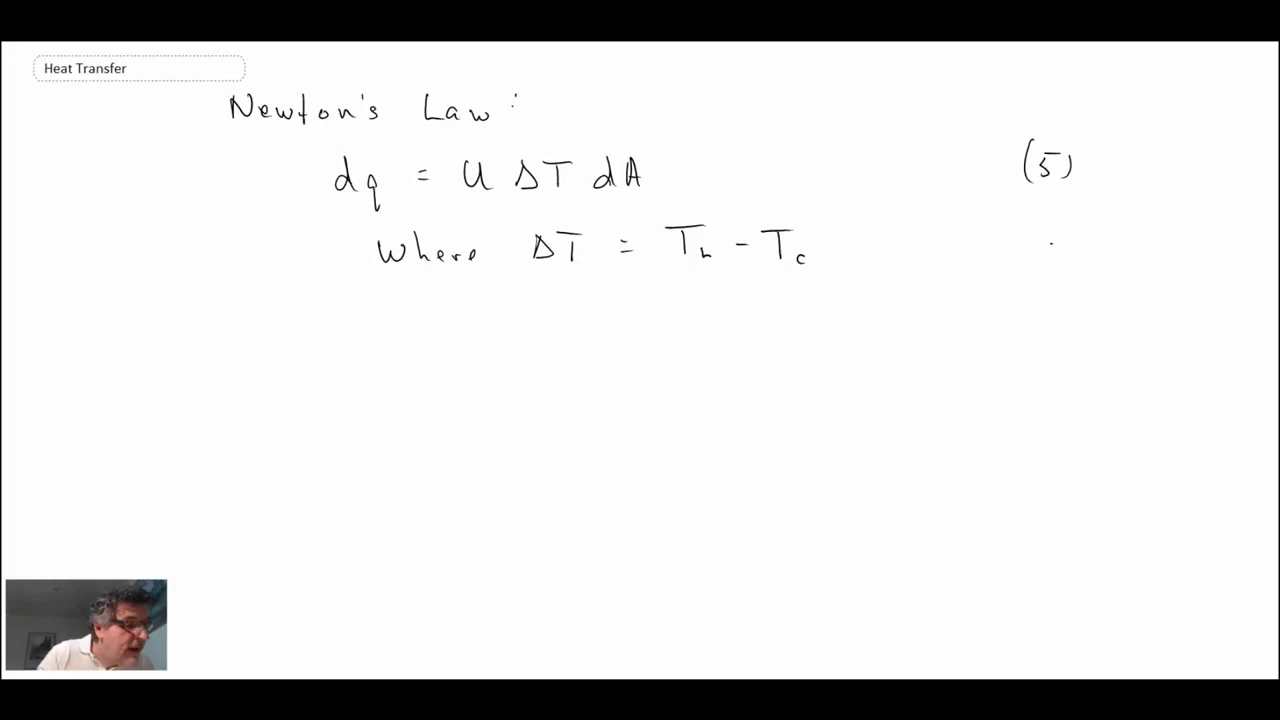 Heat Transfer
Newton's Law :
dq = U ΔT dA (5)
where ΔT = Th - Tc